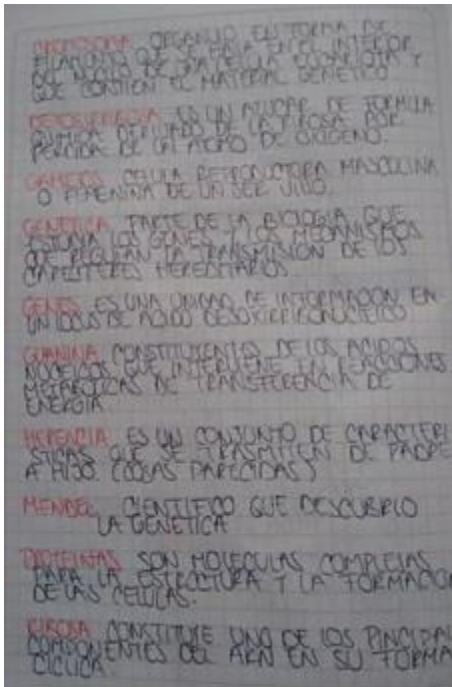 CROMOSOMA ORGANULO EN FORMA DE
FILAMENTO QUE SE HALLA EN EL INTERIOR
DEL NUCLEO DE UNA CELULA EUCARIOTA Y
QUE CONTIEN EL MATERIAL GENETICO
ES UN AZUCAR DE FORMULA
QUIMICA DERIVADO DE LA RIBOSA POR
PERDIDA DE UN ATOMO DE OXIGENO.
GAMETOS CELULA REPRODUCTORA MASCULINA
O FEMENINA DE UN SER VIVO.
GENETICA PARTE DE LA BIOLOGIA QUE
ESTUDIA LOS GENES Y LOS MECANISMOS
QUE REGULAN LA TRANSMISION DE LOS
CARECTERES HEREDITARIOS
GENES ES UNA UNIDAD DE INFORMACION EN
UN LOCUS DE ACIDO
GUANINA CONSTITUYENTES DE LOS ACIDOS
NUCLEICOS QUE INTERVIENE EN REACCIONES
METABOLICAS DE TRANSFERENCIA DE
ENERGIA
HERENCIA ES UN CONJUNTO DE CARACTERI
STICAS QUE SE TRASMITEN DE PADRE
A HIJO. (COSAS PARECIDAS)
MENDEL CIENTIFICO QUE DESCUBRIO
LA GENETICA
PROTEINAS SON MOLECULAS COMPLEJAS
PARA LA ESTRUCTURA Y LA FORMACION
DE LAS CELULAS.
RIBOSA CONSTITUYE UNO DE LOS PINCIPAL
COMPONENTES DEL ARN EN SU FORMA
CICLICA.